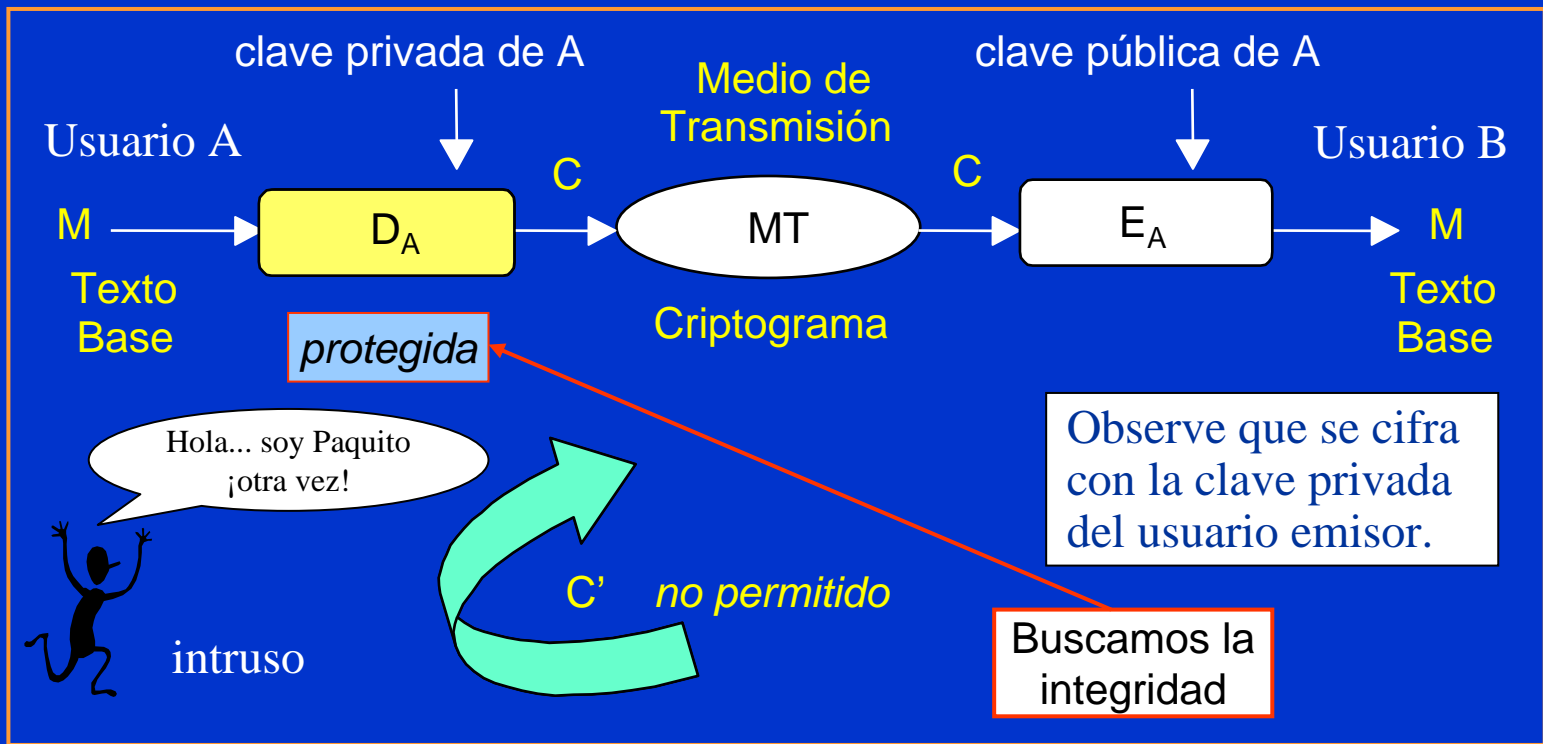 clave privada de A
clave pública de A
Medio de
Transmisión
Usuario A
Usuario B
C
C
M
D_A
MT
E_A
M
Texto
Base
Criptograma
Texto
Base
protegida
Hola... soy Paquito
¡otra vez!
Observe que se cifra
con la clave privada
del usuario emisor.
C’ no permitido
intruso
Buscamos la
integridad